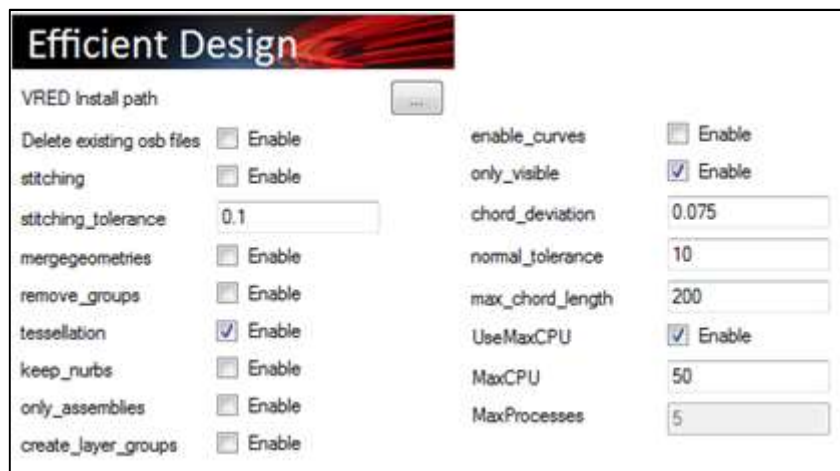 Efficient Design
VRED Install path ...
Delete existing osb files Enable
stitching Enable
stitching_tolerance 0.1
mergegeometries Enable
remove_groups Enable
tessellation Enable
keep_nurbs Enable
only_assemblies Enable
create_layer_groups Enable
enable_curves Enable
only_visible Enable
chord_deviation 0.075
normal_tolerance 10
max_chord_length 200
UseMaxCPU Enable
MaxCPU 50
MaxProcesses 5